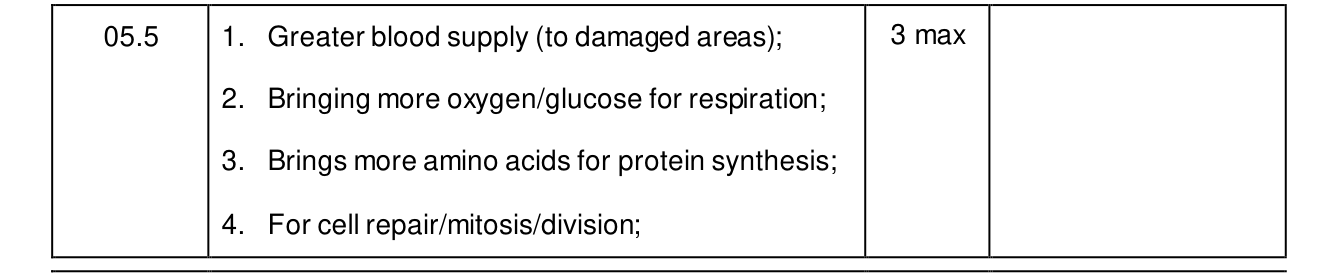 05.5 1. Greater blood supply (to damaged areas); 3 max
2. Bringing more oxygen/glucose for respiration;
3. Brings more amino acids for protein synthesis;
4. For cell repair/mitosis/division;